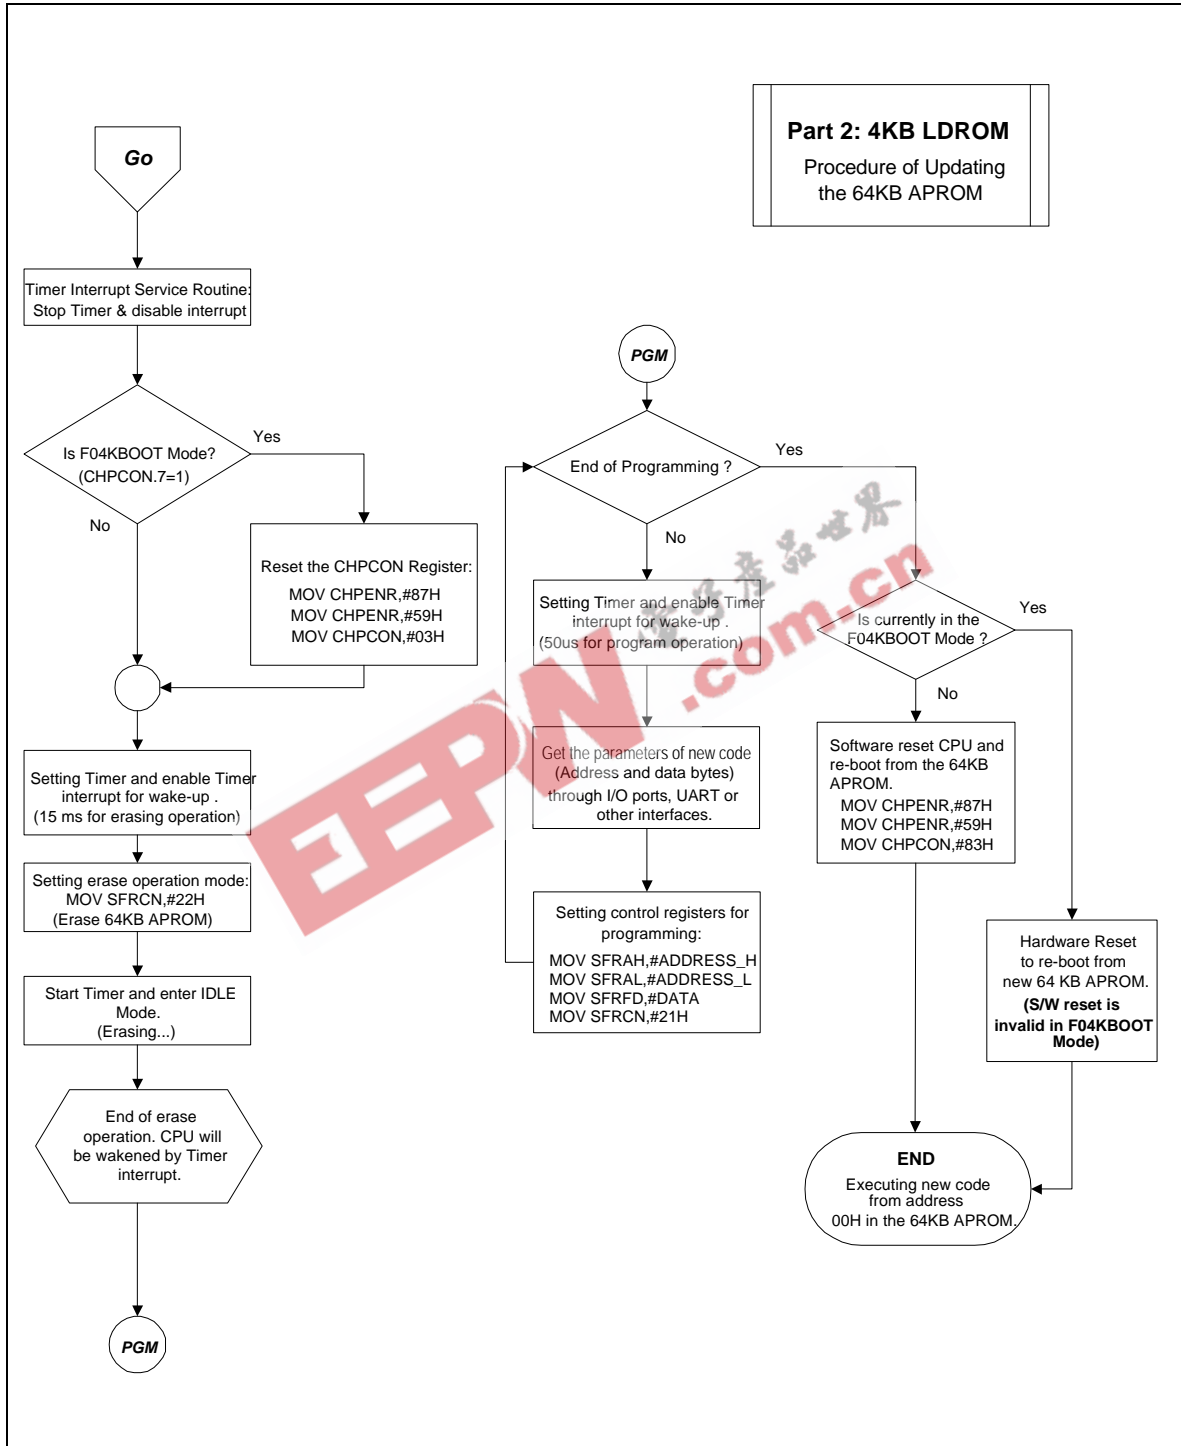 Part 2: 4KB LDROM
Procedure of Updating
the 64KB APROM
Go
Timer Interrupt Service Routine:
Stop Timer & disable interrupt
Is F04KBOOT Mode?
(CHPCON.7=1)
Yes
No
Reset the CHPCON Register:
MOV CHPENR,#87H
MOV CHPENR,#59H
MOV CHPCON,#03H
Setting Timer and enable Timer
interrupt for wake-up .
(15 ms for erasing operation)
Setting erase operation mode:
MOV SFRCN,#22H
(Erase 64KB APROM)
Start Timer and enter IDLE
Mode.
(Erasing...)
End of erase
operation. CPU will
be wakened by Timer
interrupt.
PGM
PGM
End of Programming ?
Yes
No
Setting Timer and enable Timer
interrupt for wake-up .
(50us for program operation)
Get the parameters of new code
(Address and data bytes)
through I/O ports, UART or
other interfaces.
Setting control registers for
programming:
MOV SFRAH,#ADDRESS_H
MOV SFRAL,#ADDRESS_L
MOV SFRFD,#DATA
MOV SFRCN,#21H
Is currently in the
F04KBOOT Mode ?
Yes
No
Software reset CPU and
re-boot from the 64KB
APROM.
MOV CHPENR,#87H
MOV CHPENR,#59H
MOV CHPCON,#83H
Hardware Reset
to re-boot from
new 64 KB APROM.
(S/W reset is
invalid in F04KBOOT
Mode)
END
Executing new code
from address
00H in the 64KB APROM.
EEPW
.com.cn
電子產品世界